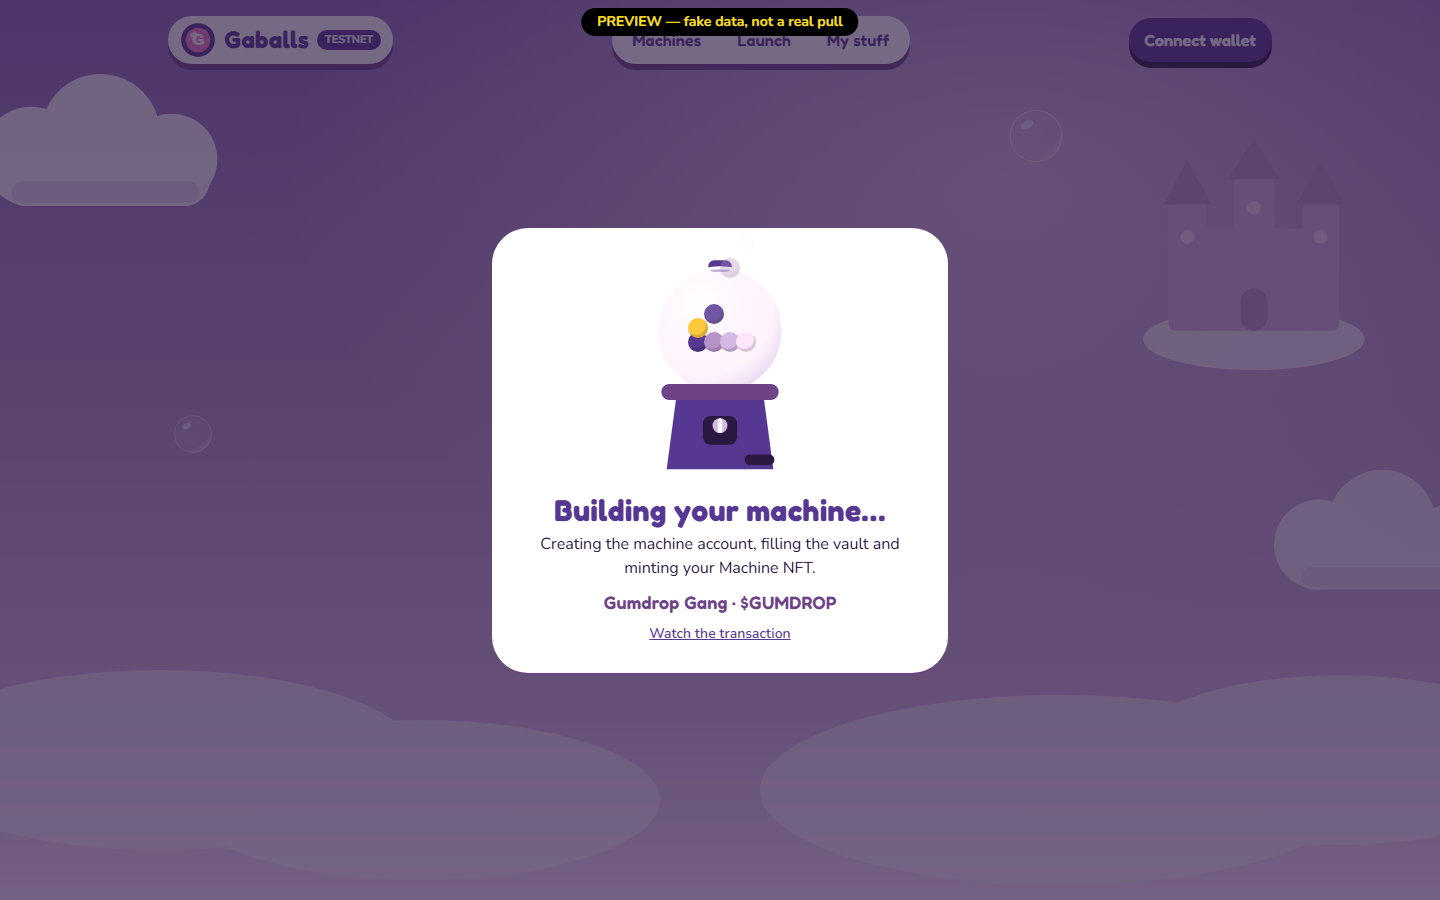 PREVIEW — fake data, not a real pull
G Gaballs TESTNET
Machines Launch My stuff
Connect wallet
Building your machine...
Creating the machine account, filling the vault and
minting your Machine NFT.
Gumdrop Gang · $GUMDROP
Watch the transaction